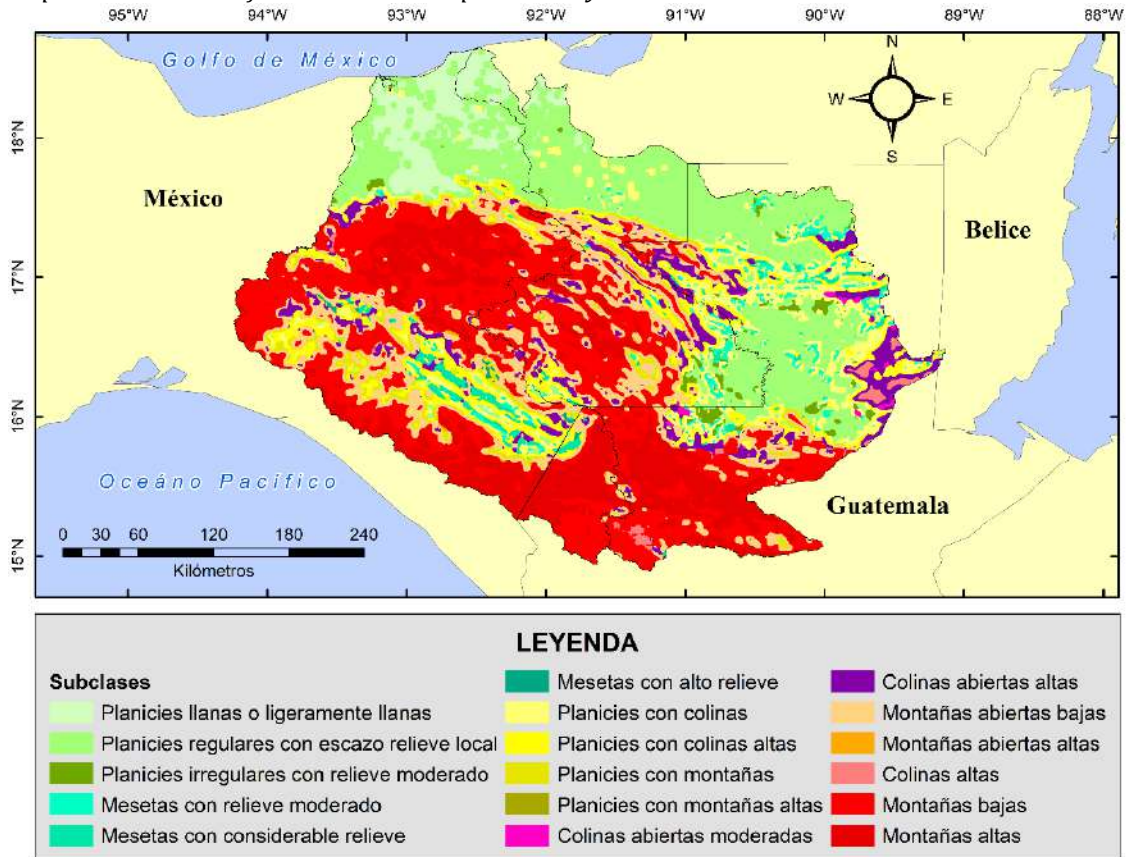 95°W 94°W 93°W 92°W 91°W 90°W 89°W 88°W
Golfo de México
N
W E
S
18°N
México
Belice
17°N
16°N
Oceáno Pacífico
Guatemala
0 30 60 120 180 240
15°N
Kilómetros
LEYENDA
Subclases
Planicies llanas o ligeramente llanas
Planicies regulares con escazo relieve local
Planicies irregulares con relieve moderado
Mesetas con relieve moderado
Mesetas con considerable relieve
Mesetas con alto relieve
Planicies con colinas
Planicies con colinas altas
Planicies con montañas
Planicies con montañas altas
Colinas abiertas moderadas
Colinas abiertas altas
Montañas abiertas bajas
Montañas abiertas altas
Colinas altas
Montañas bajas
Montañas altas